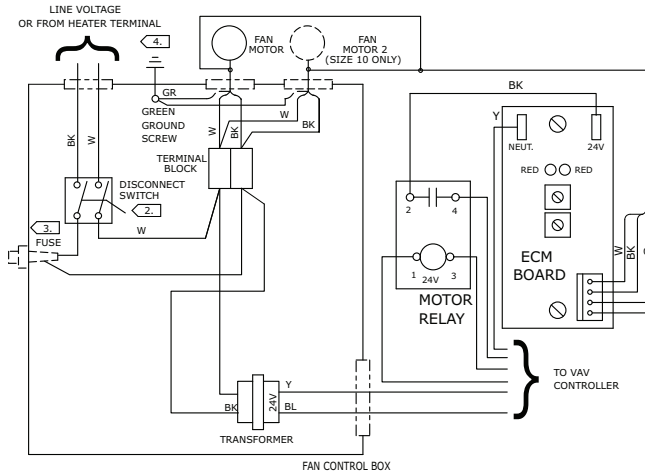 LINE VOLTAGE
OR FROM HEATER TERMINAL
4.
FAN
MOTOR
FAN
MOTOR 2
(SIZE 10 ONLY)
GR
GREEN
GROUND
SCREW
BK
W
W
BK
W
BK
TERMINAL
BLOCK
DISCONNECT
SWITCH
2.
3.
FUSE
W
BK
Y
NEUT.
24V
RED
RED
2
4
1
24V
3
MOTOR
RELAY
ECM
BOARD
W
BK
TO VAV
CONTROLLER
BK
24V
Y
BL
TRANSFORMER
FAN CONTROL BOX